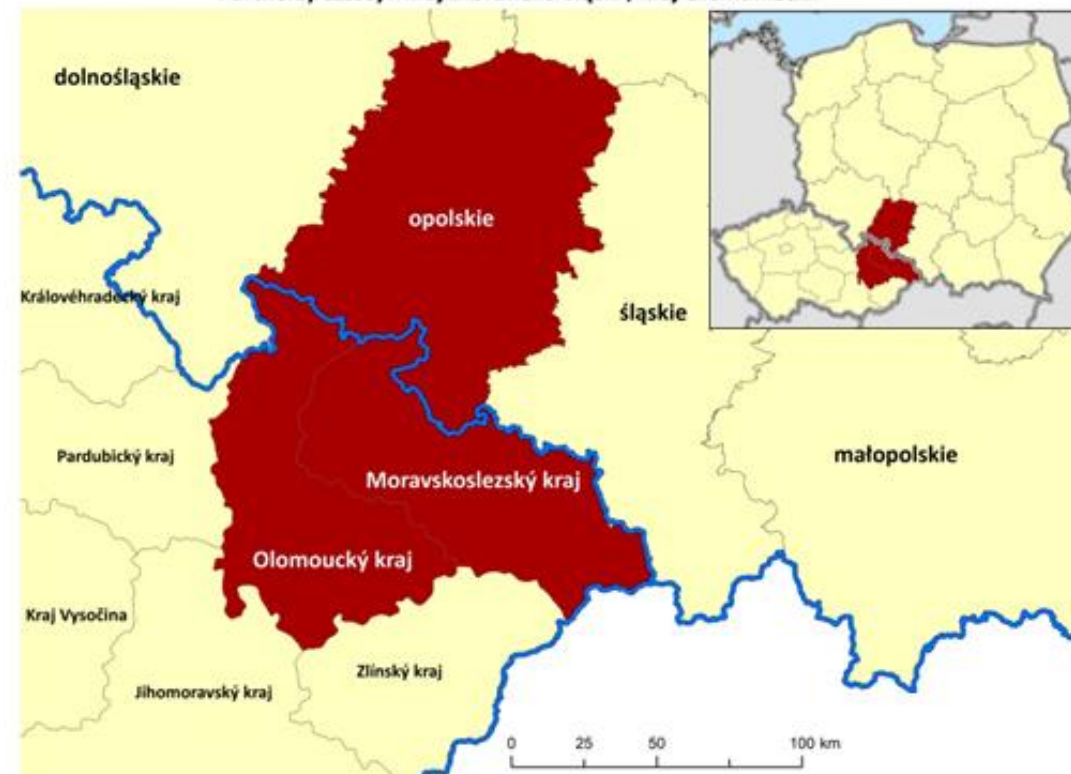 dolnośląskie
opolskie
Královéhradecký kraj
śląskie
Pardubický kraj
Moravskoslezský kraj
małopolskie
Olomoucký kraj
Kraj Vysočina
Zlínský kraj
Jihomoravský kraj
0 25 50 100 km